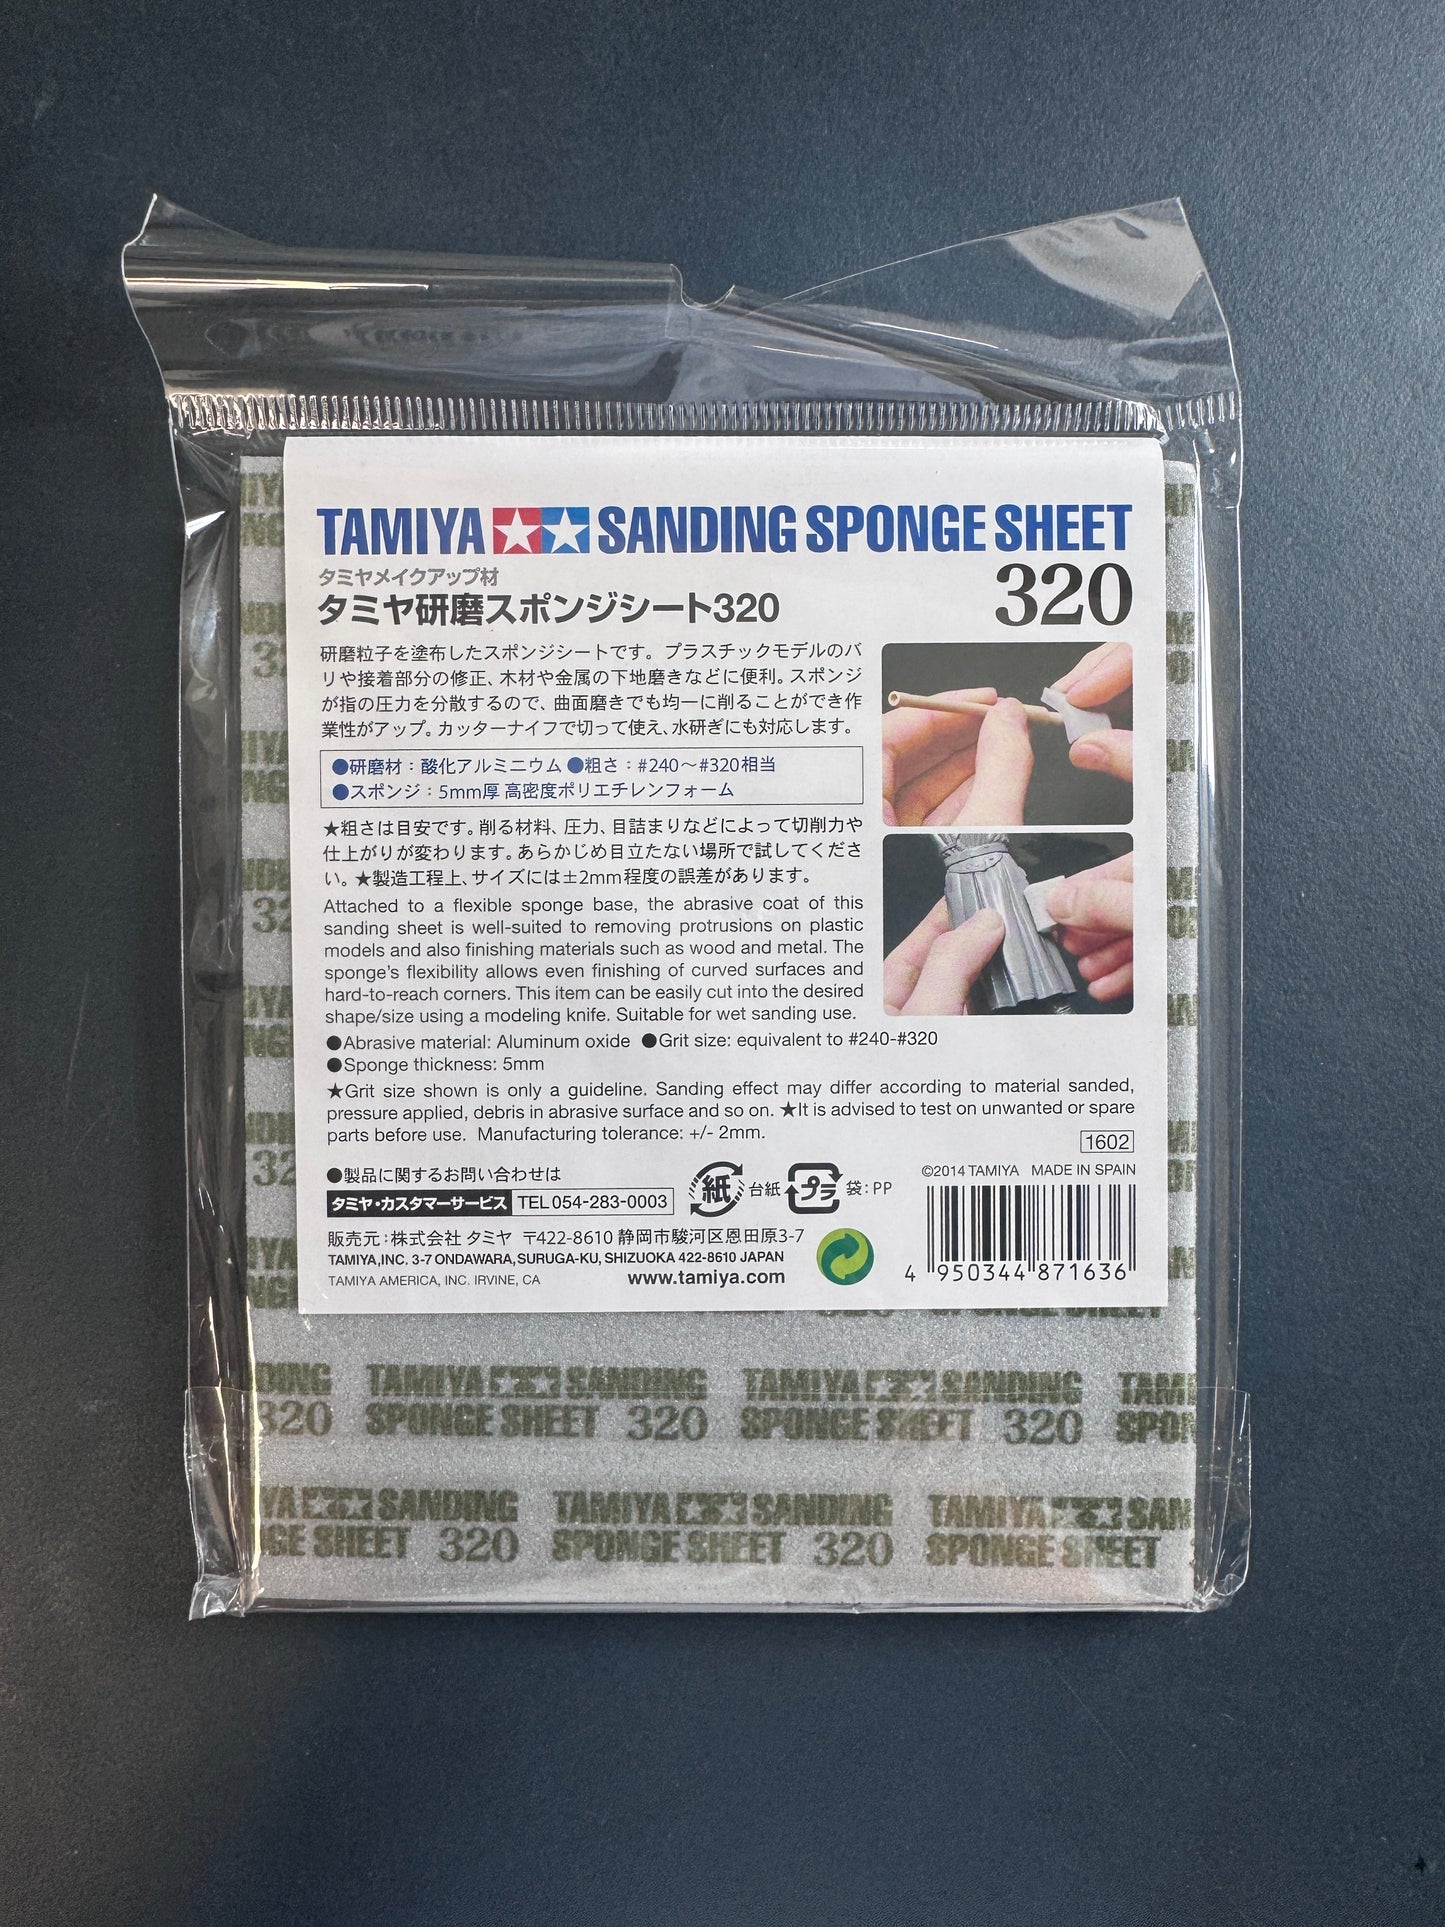 TAMIYA SANDING SPONGE SHEET
タミヤメイクアップ材
タミヤ研磨スポンジシート320
320
研磨粒子を塗布したスポンジシートです。プラスチックモデルのバ
リや接着部分の修正、木材や金属の下地磨きなどに便利。スポンジ
が指の圧力を分散するので、曲面磨きでも均一に削ることができ作
業性がアップ。カッターナイフで切って使え、水研ぎにも対応します。
●研磨材：酸化アルミニウム ●粗さ：#240～#320相当
●スポンジ：5mm厚 高密度ポリエチレンフォーム
★粗さは目安です。削る材料、圧力、目詰まりなどによって切削力や
仕上がりが変わります。あらかじめ目立たない場所で試してくださ
い。★製造工程上、サイズには±2mm程度の誤差があります。
Attached to a flexible sponge base, the abrasive coat of this
sanding sheet is well-suited to removing protrusions on plastic
models and also finishing materials such as wood and metal. The
sponge's flexibility allows even finishing of curved surfaces and
hard-to-reach corners. This item can be easily cut into the desired
shape/size using a modeling knife. Suitable for wet sanding use.
●Abrasive material: Aluminum oxide ●Grit size: equivalent to #240-#320
●Sponge thickness: 5mm
★Grit size shown is only a guideline. Sanding effect may differ according to material sanded,
pressure applied, debris in abrasive surface and so on. ★It is advised to test on unwanted or spare
parts before use. Manufacturing tolerance: +/- 2mm.
1602
●製品に関するお問い合わせは
タミヤ・カスタマーサービス TEL 054-283-0003
紙 台紙 プラ 袋：PP
©2014 TAMIYA MADE IN SPAIN
販売元：株式会社 タミヤ 〒422-8610 静岡市駿河区恩田原3-7
TAMIYA, INC. 3-7 ONDAWARA, SURUGA-KU, SHIZUOKA 422-8610 JAPAN
TAMIYA AMERICA, INC. IRVINE, CA www.tamiya.com
4 950344 871636
DING TAMIYA SANDING TAMIYA SANDING TAMI
320 SPONGE SHEET 320 SPONGE SHEET 320 SPON
YA SANDING TAMIYA SANDING TAMIYA SAN
GE SHEET 320 SPONGE SHEET 320 SPONGE SHEET